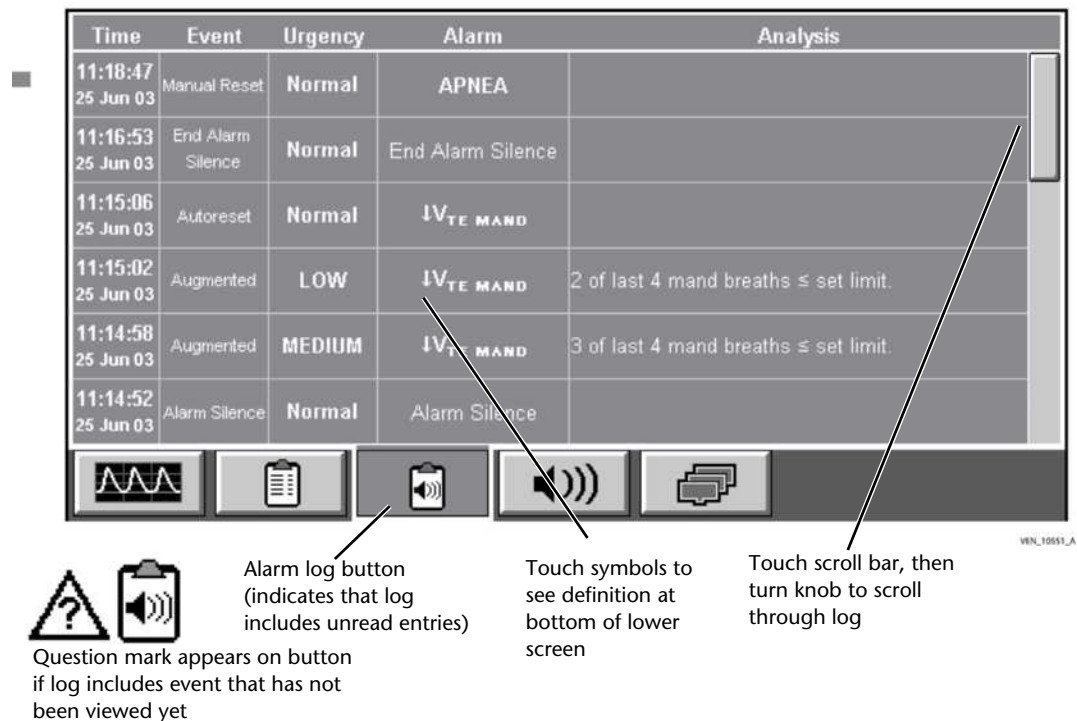 Time Event Urgency Alarm Analysis
11:18:47
25 Jun 03
Manual Reset
Normal
APNEA
11:16:53
25 Jun 03
End Alarm
Silence
Normal
End Alarm Silence
11:15:06
25 Jun 03
Autoreset
Normal
↓VTE MAND
11:15:02
25 Jun 03
Augmented
LOW
↓VTE MAND
2 of last 4 mand breaths ≤ set limit.
11:14:58
25 Jun 03
Augmented
MEDIUM
↓VTE MAND
3 of last 4 mand breaths ≤ set limit.
11:14:52
25 Jun 03
Alarm Silence
Normal
Alarm Silence
VEN_10551_A
Alarm log button
(indicates that log
includes unread entries)
Touch symbols to
see definition at
bottom of lower
screen
Touch scroll bar, then
turn knob to scroll
through log
?
Question mark appears on button
if log includes event that has not
been viewed yet